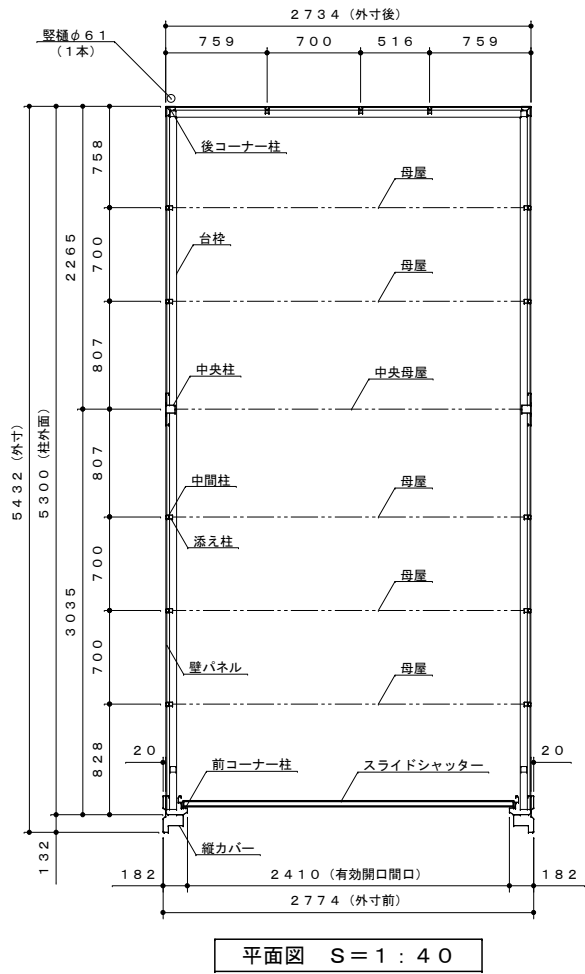 2734（外寸後）
759 700 516 759
竪樋φ61
（1本）
後コーナー柱
758
母屋
台枠
700
2265
母屋
807
中央柱
中央母屋
5432（外寸）
5300（柱外面）
807
中間柱
母屋
添え柱
700
3035
母屋
700
壁パネル
母屋
828
20
20
前コーナー柱
スライドシャッター
縦カバー
132
182 2410（有効開口間口） 182
2774（外寸前）
平面図 S=1：40